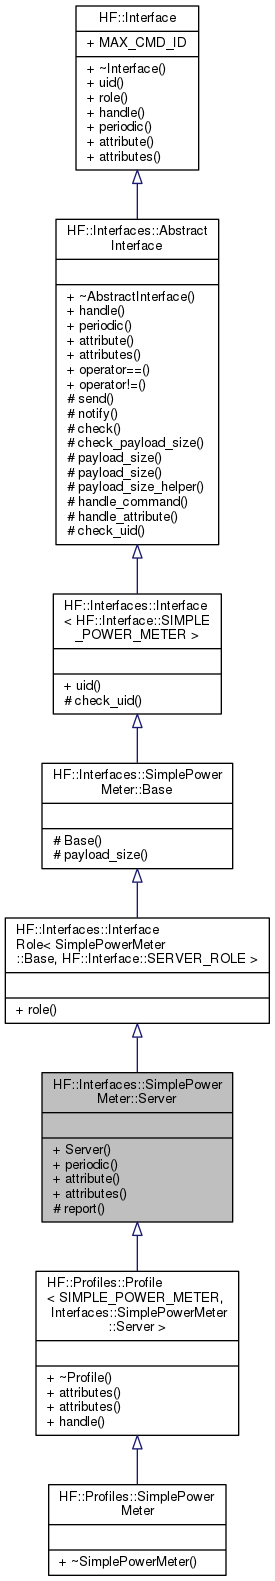 HF::Interface
+ MAX_CMD_ID
+ ~Interface()
+ uid()
+ role()
+ handle()
+ periodic()
+ attribute()
+ attributes()
HF::Interfaces::Abstract
Interface
+ ~AbstractInterface()
+ handle()
+ periodic()
+ attribute()
+ attributes()
+ operator==()
+ operator!=()
# send()
# notify()
# check()
# check_payload_size()
# payload_size()
# payload_size()
# payload_size_helper()
# handle_command()
# handle_attribute()
# check_uid()
HF::Interfaces::Interface
< HF::Interface::SIMPLE
_POWER_METER >
+ uid()
# check_uid()
HF::Interfaces::SimplePower
Meter::Base
# Base()
# payload_size()
HF::Interfaces::Interface
Role< SimplePowerMeter
::Base, HF::Interface::SERVER_ROLE >
+ role()
HF::Interfaces::SimplePower
Meter::Server
+ Server()
+ periodic()
+ attribute()
+ attributes()
# report()
HF::Profiles::Profile
< SIMPLE_POWER_METER,
Interfaces::SimplePowerMeter
::Server >
+ ~Profile()
+ attributes()
+ attributes()
+ handle()
HF::Profiles::SimplePower
Meter
+ ~SimplePowerMeter()